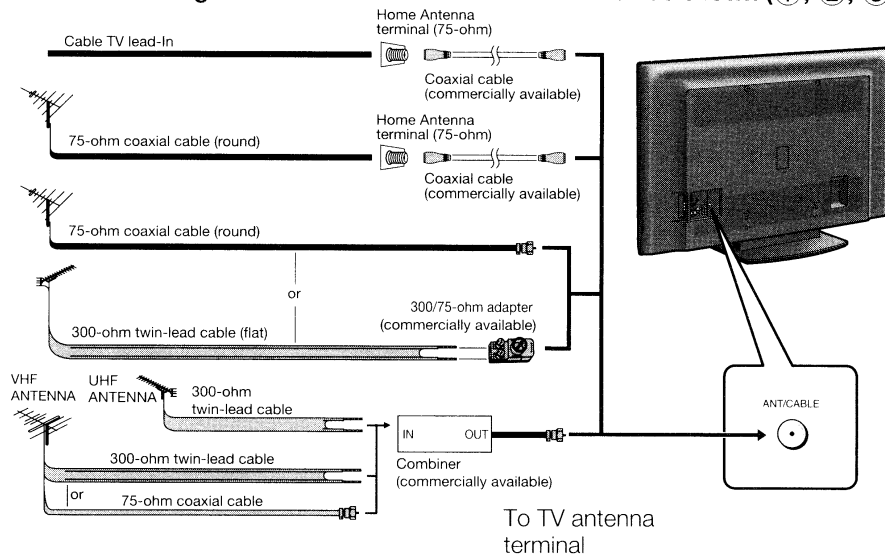 Cable TV lead-In
Home Antenna
terminal (75-ohm)
Coaxial cable
(commercially available)
75-ohm coaxial cable (round)
Home Antenna
terminal (75-ohm)
Coaxial cable
(commercially available)
75-ohm coaxial cable (round)
or
300-ohm twin-lead cable (flat)
300/75-ohm adapter
(commercially available)
VHF
ANTENNA
UHF
ANTENNA
300-ohm
twin-lead cable
300-ohm twin-lead cable
or
75-ohm coaxial cable
IN
OUT
Combiner
(commercially available)
ANT/CABLE
To TV antenna
terminal